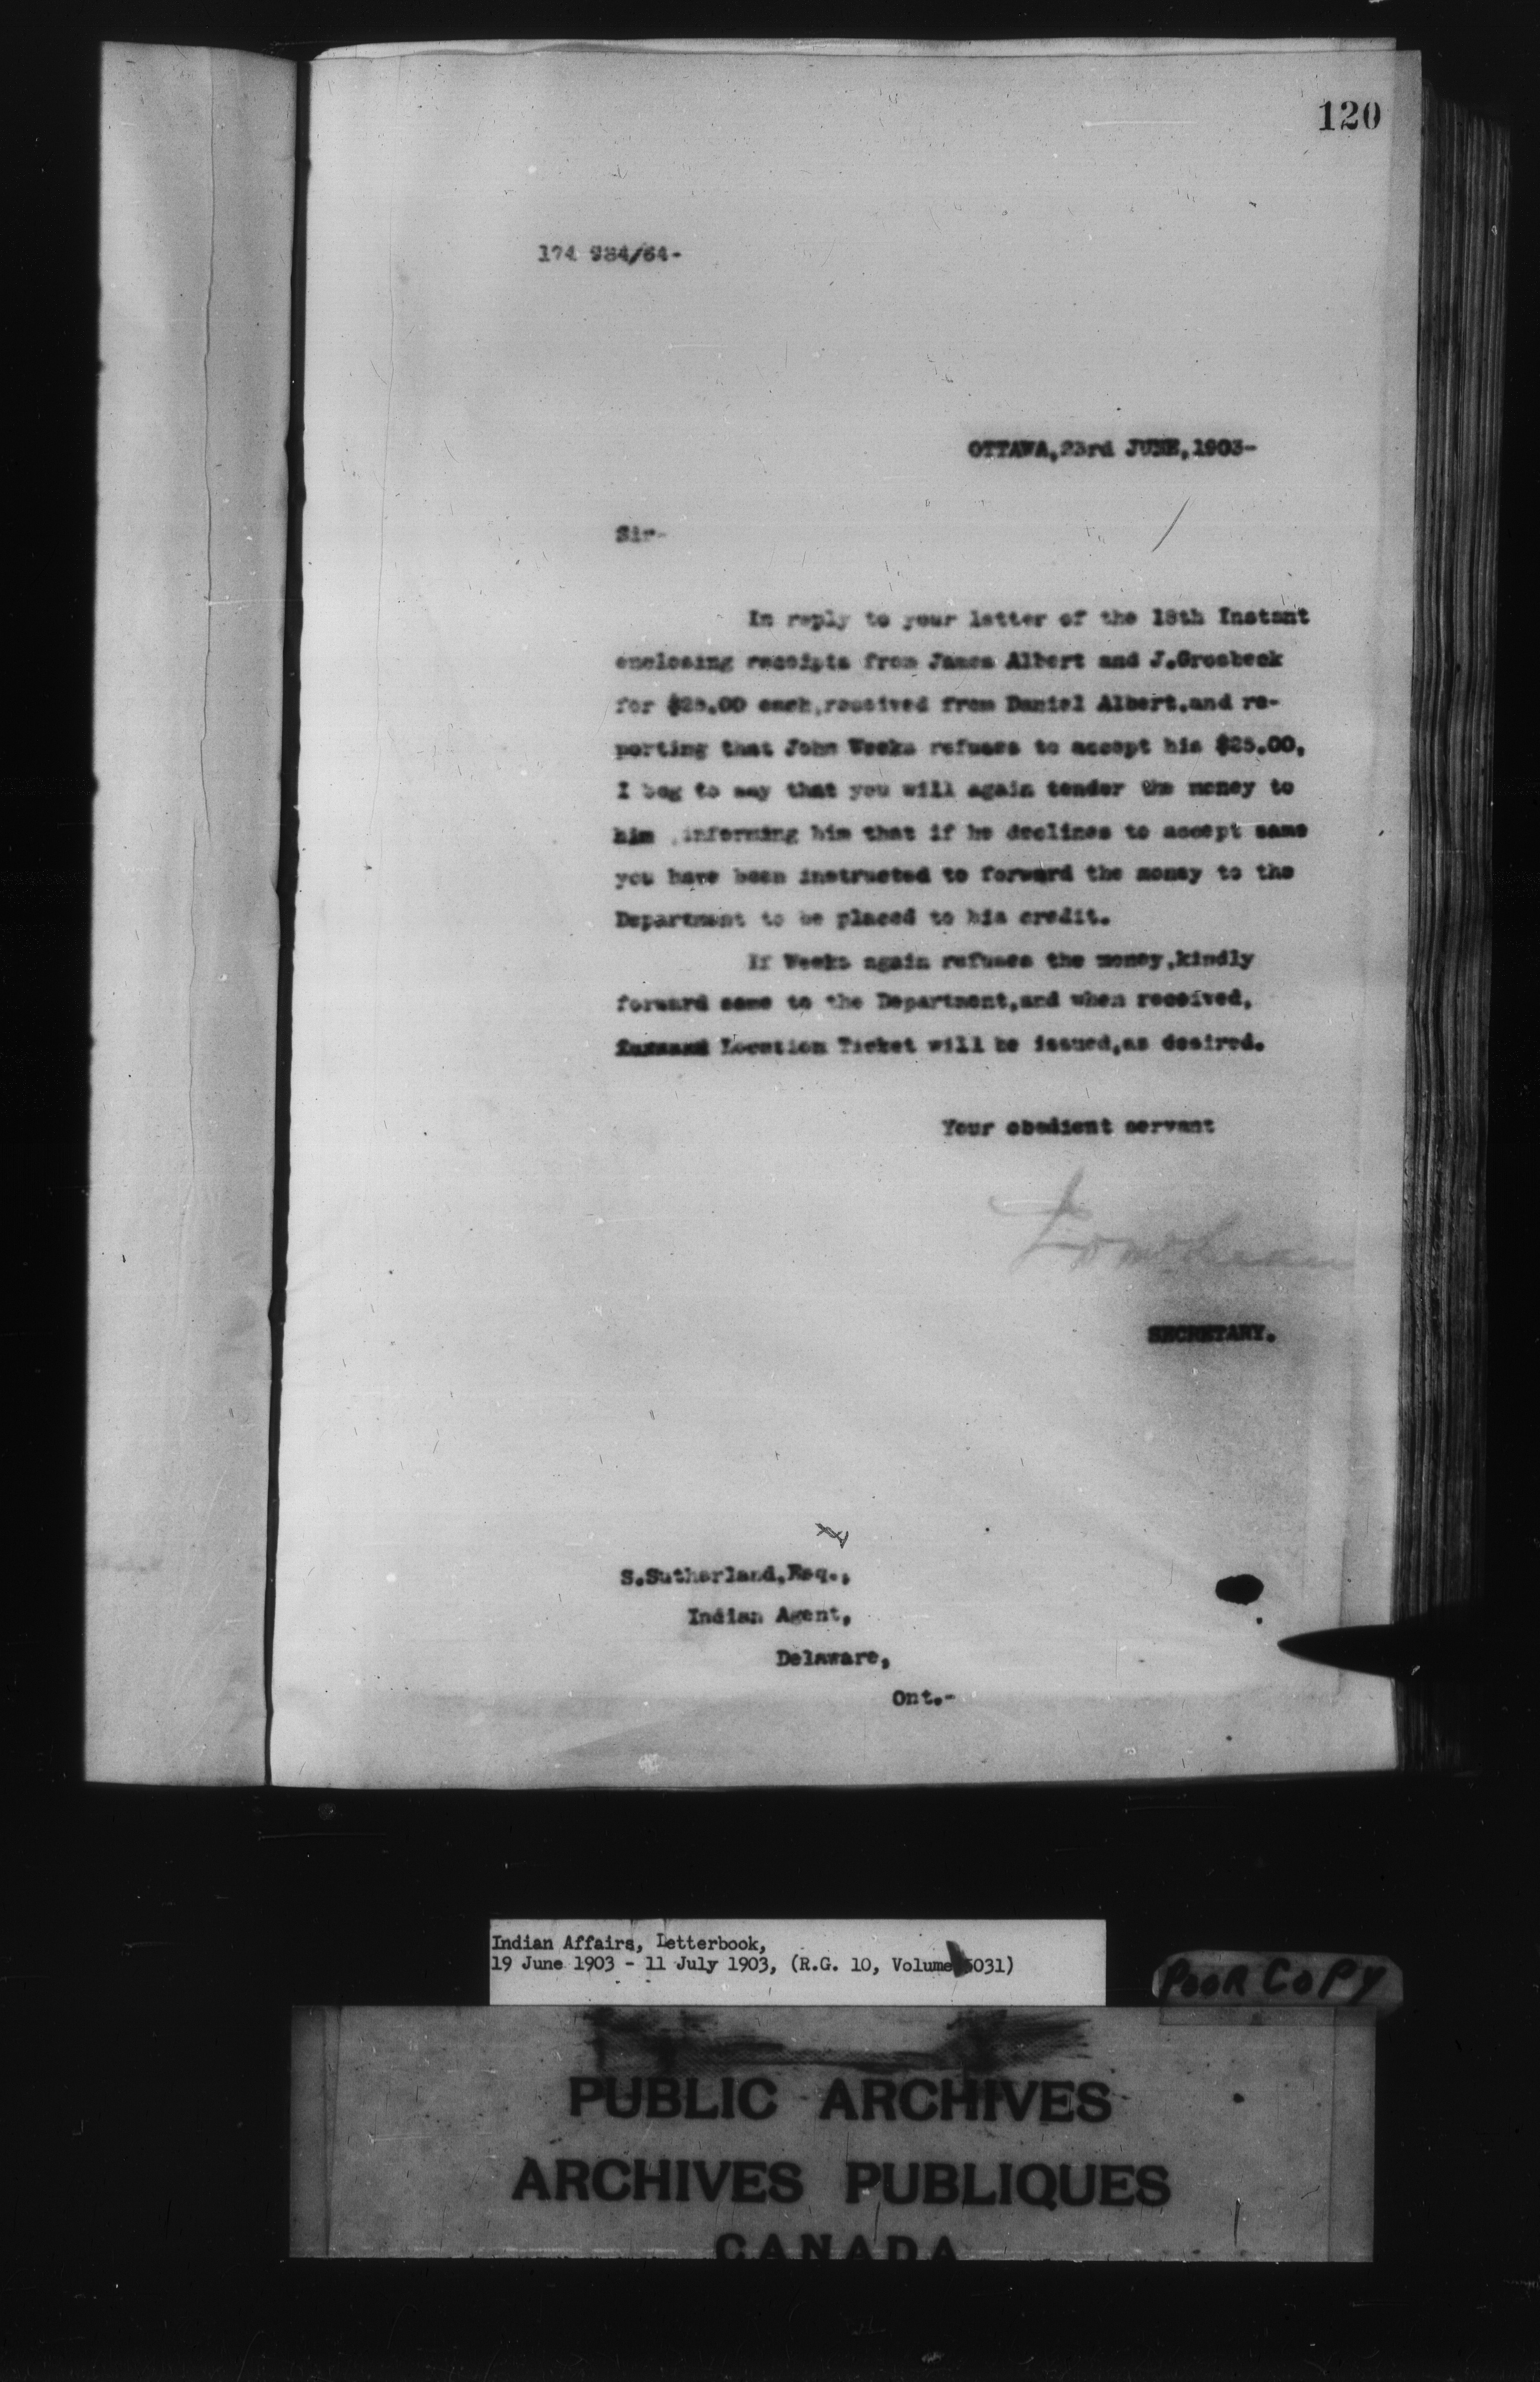 120
174 984/64-
OTTAWA,23rd JUNE,1903-
Sir-
In reply to your letter of the 18th Instant
enclosing receipts from James Albert and J.Grosbeck
for $25.00 each,received from Daniel Albert,and re-
porting that John Weeks refuses to accept his $25.00,
I beg to say that you will again tender the money to
him ,informing him that if he declines to accept same
you have been instructed to forward the money to the
Department to be placed to his credit.
If Weeks again refuses the money,kindly
forward same to the Department,and when received,
Location Ticket will be issued,as desired.
Your obedient servant
SECRETARY.
S.Sutherland,Esq.,
Indian Agent,
Delaware,
Ont.-
Indian Affairs, Letterbook,
19 June 1903 - 11 July 1903, (R.G. 10, Volume 5031)
POOR COPY
PUBLIC ARCHIVES
ARCHIVES PUBLIQUES
CANADA